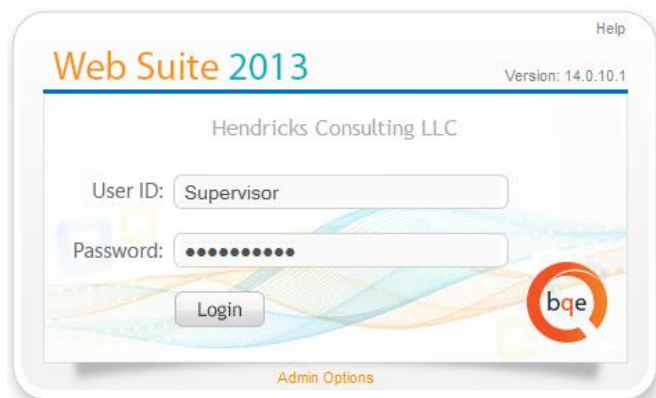 Help
Web Suite 2013
Version: 14.0.10.1
Hendricks Consulting LLC
User ID: Supervisor
Password: ••••••••••
Login
bqe
Admin Options